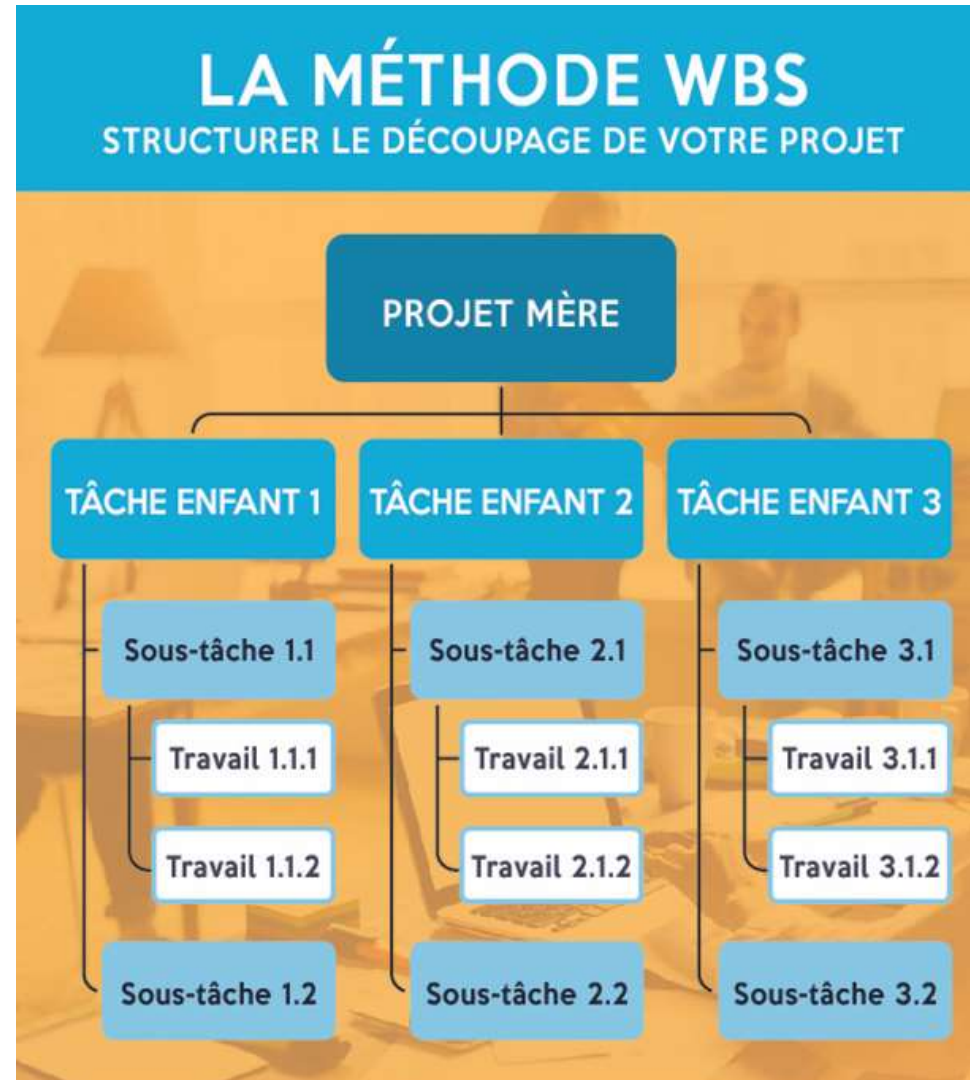 LA MÉTHODE WBS
STRUCTURER LE DÉCOUPAGE DE VOTRE PROJET
PROJET MÈRE
TÂCHE ENFANT 1
TÂCHE ENFANT 2
TÂCHE ENFANT 3
Sous-tâche 1.1
Sous-tâche 2.1
Sous-tâche 3.1
Travail 1.1.1
Travail 2.1.1
Travail 3.1.1
Travail 1.1.2
Travail 2.1.2
Travail 3.1.2
Sous-tâche 1.2
Sous-tâche 2.2
Sous-tâche 3.2